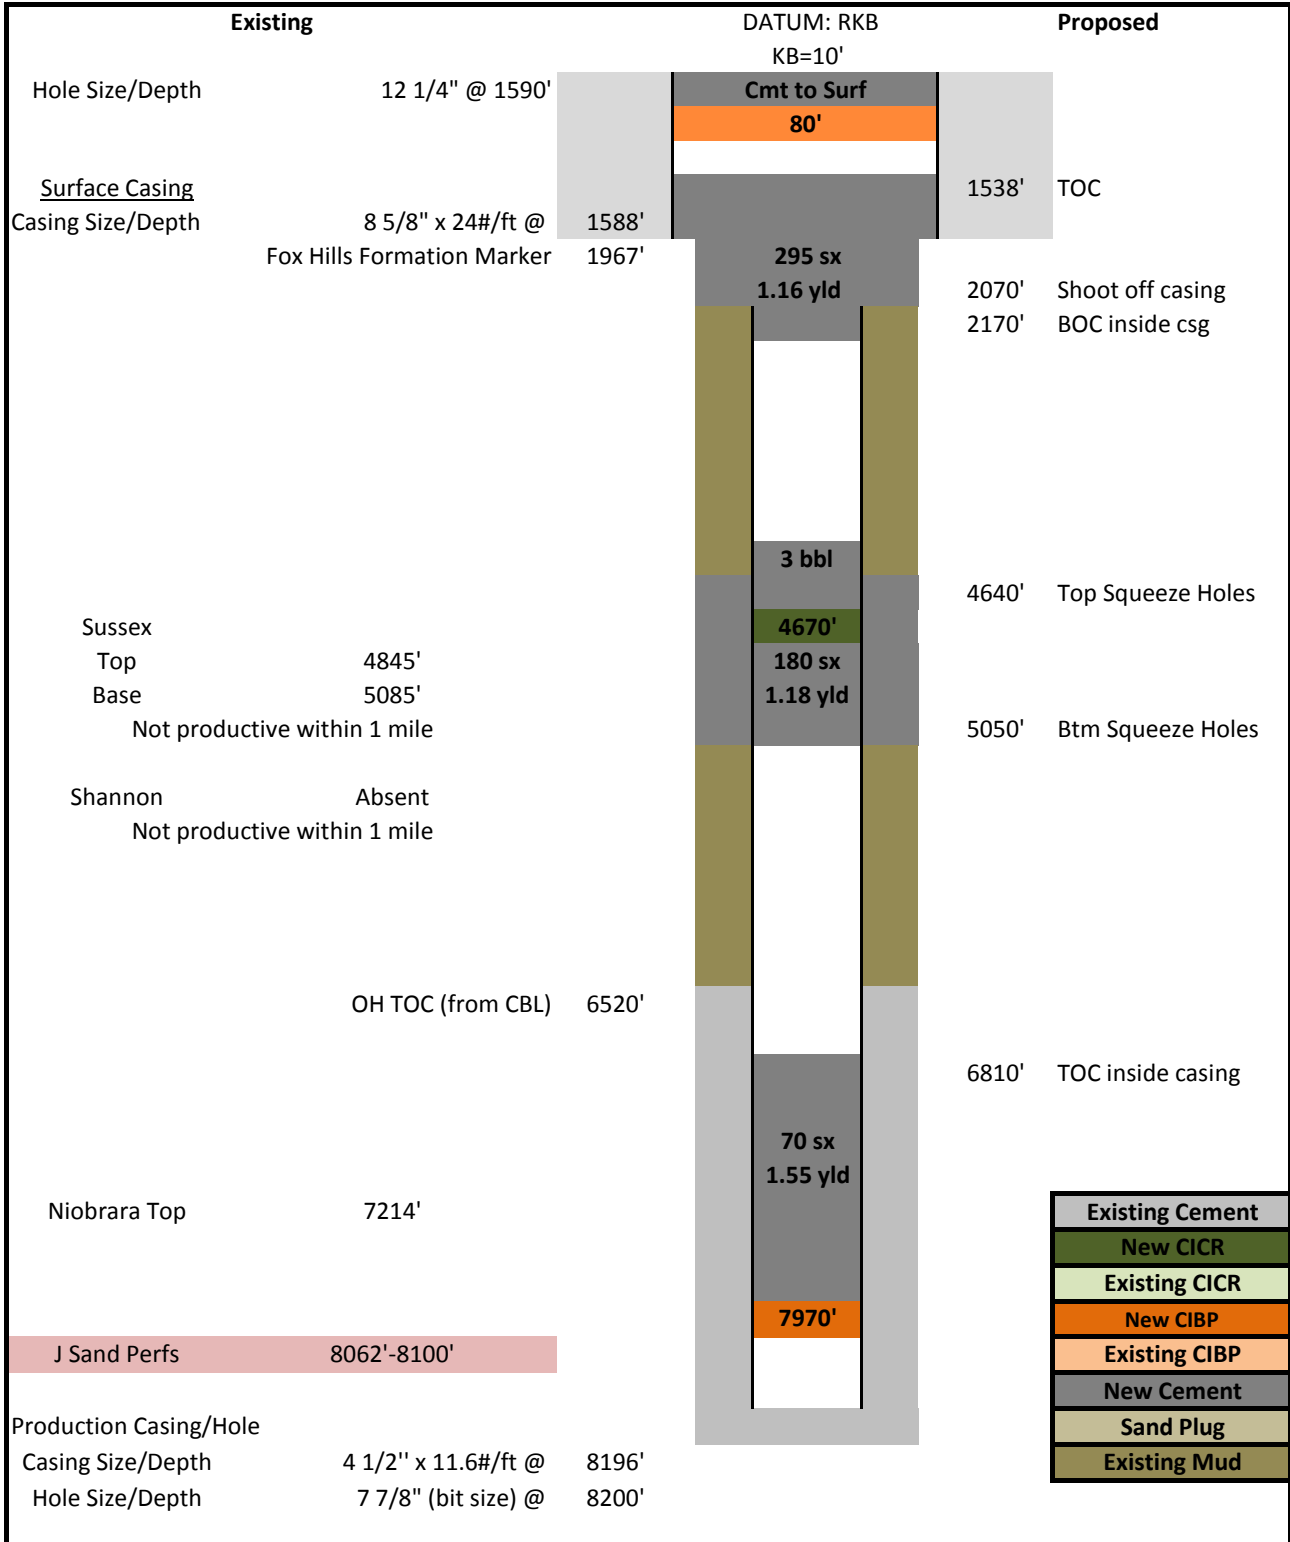 Existing DATUM: RKB Proposed
KB=10'
Hole Size/Depth 12 1/4" @ 1590' Cmt to Surf
80'
Surface Casing 1538' TOC
Casing Size/Depth 8 5/8" x 24#/ft @ 1588'
Fox Hills Formation Marker 1967' 295 sx
1.16 yld 2070' Shoot off casing
2170' BOC inside csg
3 bbl
4640' Top Squeeze Holes
Sussex 4670'
Top 4845' 180 sx
Base 5085' 1.18 yld
Not productive within 1 mile 5050' Btm Squeeze Holes
Shannon Absent
Not productive within 1 mile
OH TOC (from CBL) 6520'
6810' TOC inside casing
70 sx
1.55 yld
Niobrara Top 7214' Existing Cement
New CICR
Existing CICR
7970' New CIBP
J Sand Perfs 8062'-8100' Existing CIBP
New Cement
Production Casing/Hole Sand Plug
Casing Size/Depth 4 1/2'' x 11.6#/ft @ 8196' Existing Mud
Hole Size/Depth 7 7/8" (bit size) @ 8200'